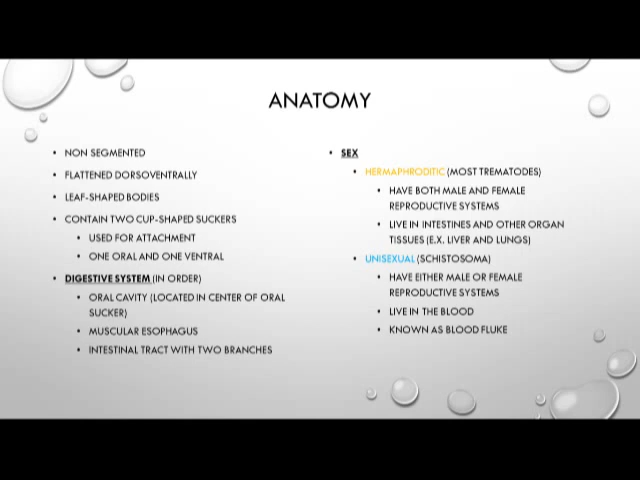 ANATOMY
• NON SEGMENTED
• FLATTENED DORSOVENTRALLY
• LEAF-SHAPED BODIES
• CONTAIN TWO CUP-SHAPED SUCKERS
• USED FOR ATTACHMENT
• ONE ORAL AND ONE VENTRAL
• DIGESTIVE SYSTEM (IN ORDER)
• ORAL CAVITY (LOCATED IN CENTER OF ORAL
SUCKER)
• MUSCULAR ESOPHAGUS
• INTESTINAL TRACT WITH TWO BRANCHES
• SEX
• HERMAPHRODITIC (MOST TREMATODES)
• HAVE BOTH MALE AND FEMALE
REPRODUCTIVE SYSTEMS
• LIVE IN INTESTINES AND OTHER ORGAN
TISSUES (E.X. LIVER AND LUNGS)
• UNISEXUAL (SCHISTOSOMA)
• HAVE EITHER MALE OR FEMALE
REPRODUCTIVE SYSTEMS
• LIVE IN THE BLOOD
• KNOWN AS BLOOD FLUKE